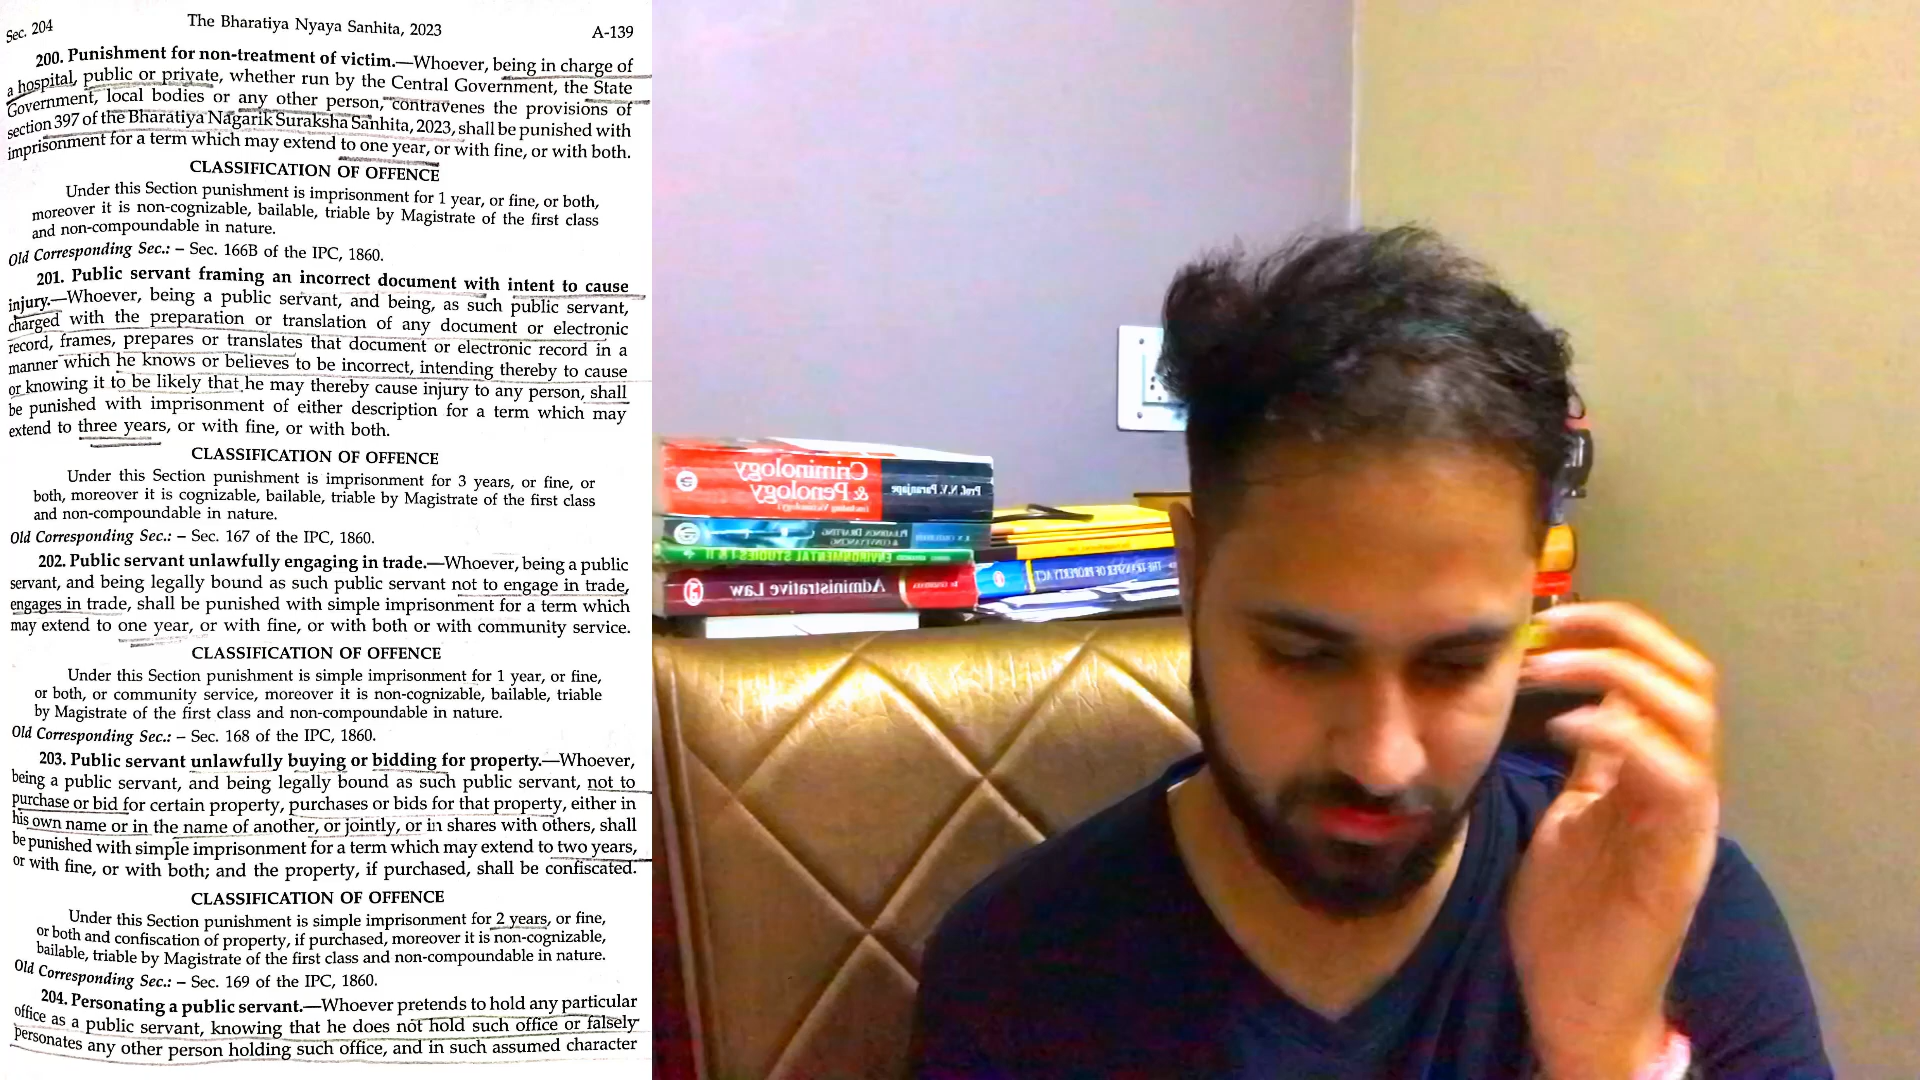 Sec. 204
The Bharatiya Nyaya Sanhita, 2023
A-139
200. Punishment for non-treatment of victim.—Whoever, being in charge of
a hospital, public or private, whether run by the Central Government, the State
Government, local bodies or any other person, contravenes the provisions of
section 397 of the Bharatiya Nagarik Suraksha Sanhita, 2023, shall be punished with
imprisonment for a term which may extend to one year, or with fine, or with both.
CLASSIFICATION OF OFFENCE
Under this Section punishment is imprisonment for 1 year, or fine, or both,
moreover it is non-cognizable, bailable, triable by Magistrate of the first class
and non-compoundable in nature.
Old Corresponding Sec.: – Sec. 166B of the IPC, 1860.
201. Public servant framing an incorrect document with intent to cause
injury.—Whoever, being a public servant, and being, as such public servant,
charged with the preparation or translation of any document or electronic
record, frames, prepares or translates that document or electronic record in a
manner which he knows or believes to be incorrect, intending thereby to cause
or knowing it to be likely that he may thereby cause injury to any person, shall
be punished with imprisonment of either description for a term which may
extend to three years, or with fine, or with both.
CLASSIFICATION OF OFFENCE
Under this Section punishment is imprisonment for 3 years, or fine, or
both, moreover it is cognizable, bailable, triable by Magistrate of the first class
and non-compoundable in nature.
Old Corresponding Sec.: – Sec. 167 of the IPC, 1860.
202. Public servant unlawfully engaging in trade.—Whoever, being a public
servant, and being legally bound as such public servant not to engage in trade,
engages in trade, shall be punished with simple imprisonment for a term which
may extend to one year, or with fine, or with both or with community service.
CLASSIFICATION OF OFFENCE
Under this Section punishment is simple imprisonment for 1 year, or fine,
or both, or community service, moreover it is non-cognizable, bailable, triable
by Magistrate of the first class and non-compoundable in nature.
Old Corresponding Sec.: – Sec. 168 of the IPC, 1860.
203. Public servant unlawfully buying or bidding for property.—Whoever,
being a public servant, and being legally bound as such public servant, not to
purchase or bid for certain property, purchases or bids for that property, either in
his own name or in the name of another, or jointly, or in shares with others, shall
be punished with simple imprisonment for a term which may extend to two years,
or with fine, or with both; and the property, if purchased, shall be confiscated.
CLASSIFICATION OF OFFENCE
Under this Section punishment is simple imprisonment for 2 years, or fine,
or both and confiscation of property, if purchased, moreover it is non-cognizable,
bailable, triable by Magistrate of the first class and non-compoundable in nature.
Old Corresponding Sec.: – Sec. 169 of the IPC, 1860.
204. Personating a public servant.—Whoever pretends to hold any particular
office as a public servant, knowing that he does not hold such office or falsely
personates any other person holding such office, and in such assumed character
Criminology
& Penology
(Including Victimology)
Prof. N.V. Paranjape
PLEADINGS, DRAFTING
& CONVEYANCING
ENVIRONMENTAL STUDIES I & II
Administrative Law
THE TRANSFER OF PROPERTY ACT